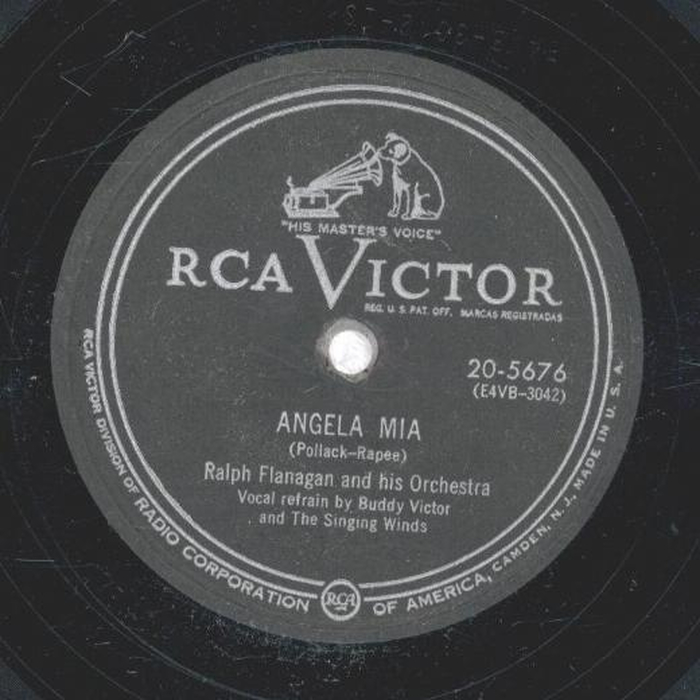 "HIS MASTER'S VOICE"
RCA VICTOR
REG. U. S. PAT. OFF. MARCAS REGISTRADAS
20-5676
(E4VB-3042)
ANGELA MIA
(Pollack-Rapee)
Ralph Flanagan and his Orchestra
Vocal refrain by Buddy Victor
and The Singing Winds
RCA VICTOR DIVISION OF RADIO CORPORATION RCA OF AMERICA, CAMDEN, N. J., MADE IN U. S. A.